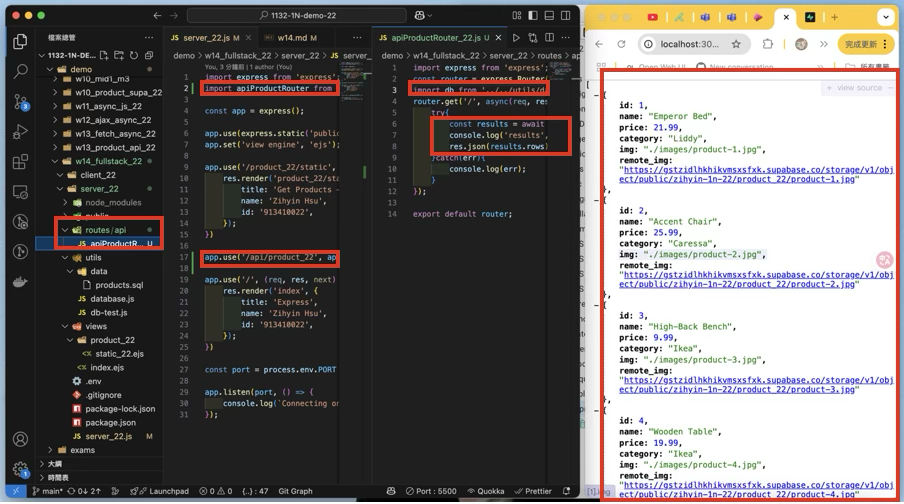 1132-1N-demo-22
檔案總管
1132-1N-DE...
demo
w10_md1_m3
w10_product_supa_22
w11_async_js_22
w12_ajax_async_22
w13_fetch_async_22
w13_product_api_22
w14_fullstack_22
client_22
server_22
node_modules
public
routes/api
apiProductR... U
utils
data
products.sql
database.js
db-test.js
views
product_22
static_22.ejs
index.ejs
.env
.gitignore
package-lock.json
package.json
server_22.js M
exams
大綱
時間表
server_22.js M
w14.md M
demo > w14_fullstack_22 > server_22 >
You, 3 分鐘前 | 1 author (You)
1 import express from 'express';
2 import apiProductRouter from
3
4 const app = express();
5
6 app.use(express.static('public
7 app.set('view engine', 'ejs');
8
9 app.use('/product_22/static',
10 res.render('product_22/sta
11 title: 'Get Products –
12 name: 'Zihyin Hsu',
13 id: '913410022',
14 });
15 })
16
17 app.use('/api/product_22', ap
18
19 app.use('/', (req, res, next)
20 res.render('index', {
21 title: 'Express',
22 name: 'Zihyin Hsu',
23 id: '913410022',
24 });
25 })
26
27 const port = process.env.PORT
28
29 app.listen(port, () => {
30 console.log(`Connecting on
31 });
apiProductRouter_22.js U
demo > w14_fullstack_22 > server_22 > routes > ap
1 import express from 'express'
2 const router = express.Router(
3 import db from '../../utils/da
4 router.get('/', async(req, res
5 try{
6 const results = await
7 console.log('results',
8 res.json(results.rows)
9 }catch(err){
10 console.log(err);
11 }
12 });
13
14 export default router;
main* 0↓ 2↑ Launchpad 0 0 {..} : 47 Git Graph Port : 5500 Quokka Prettier
localhost:30...
完成更新
Open Web UI
New conversation
所有書籤
view source
[
{
id: 1,
name: "Emperor Bed",
price: 21.99,
category: "Liddy",
img: "./images/product-1.jpg",
remote_img:
"https://gstzidlhkhikvmsxsfxk.supabase.co/storage/v1/obj
ect/public/zihyin-1n-22/product_22/product-1.jpg"
},
{
id: 2,
name: "Accent Chair",
price: 25.99,
category: "Caressa",
img: "./images/product-2.jpg",
remote_img:
"https://gstzidlhkhikvmsxsfxk.supabase.co/storage/v1/obj
ect/public/zihyin-1n-22/product_22/product-2.jpg"
},
{
id: 3,
name: "High-Back Bench",
price: 9.99,
category: "Ikea",
img: "./images/product-3.jpg",
remote_img:
"https://gstzidlhkhikvmsxsfxk.supabase.co/storage/v1/obj
ect/public/zihyin-1n-22/product_22/product-3.jpg"
},
{
id: 4,
name: "Wooden Table",
price: 19.99,
category: "Ikea",
img: "./images/product-4.jpg",
remote_img:
"https://gstzidlhkhikvmsxsfxk.supabase.co/storage/v1/obj
ect/public/zihyin-1n-22/product_22/product-4.jpg"